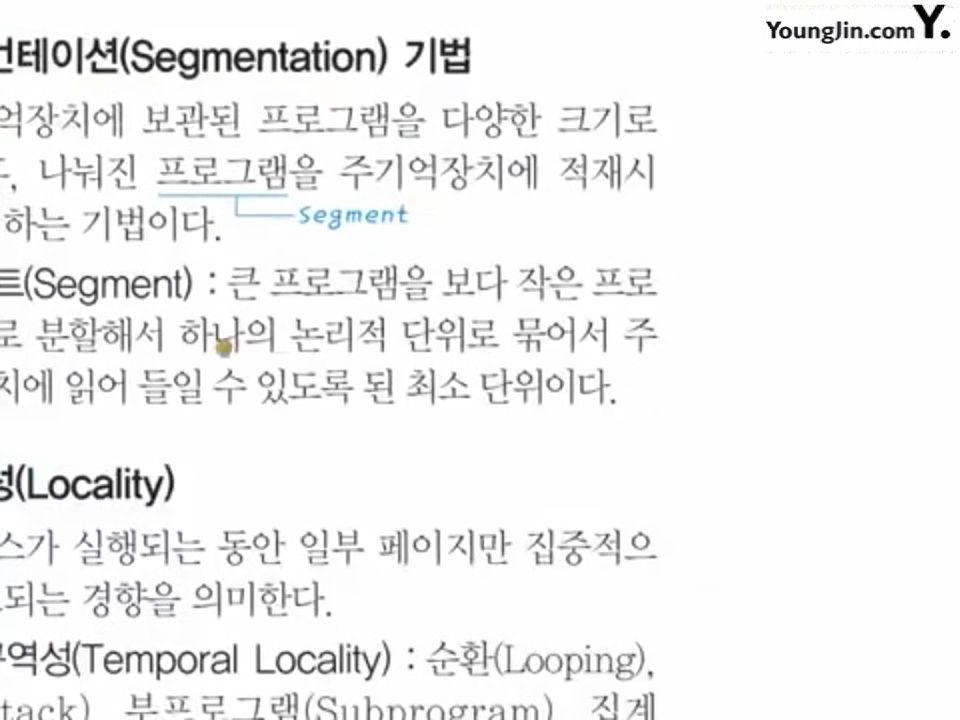 YoungJin.com Y.
먼테이션(Segmentation) 기법
억장치에 보관된 프로그램을 다양한 크기로
나눠진 프로그램을 주기억장치에 적재시
하는 기법이다.
Segment
트(Segment) : 큰 프로그램을 보다 작은 프로
로 분할해서 하나의 논리적 단위로 묶어서 주
치에 읽어 들일 수 있도록 된 최소 단위이다.
성(Locality)
스가 실행되는 동안 일부 페이지만 집중적으
되는 경향을 의미한다.
구역성(Temporal Locality) : 순환(Looping),
tack) 부프로그램(Subprogram) 집계